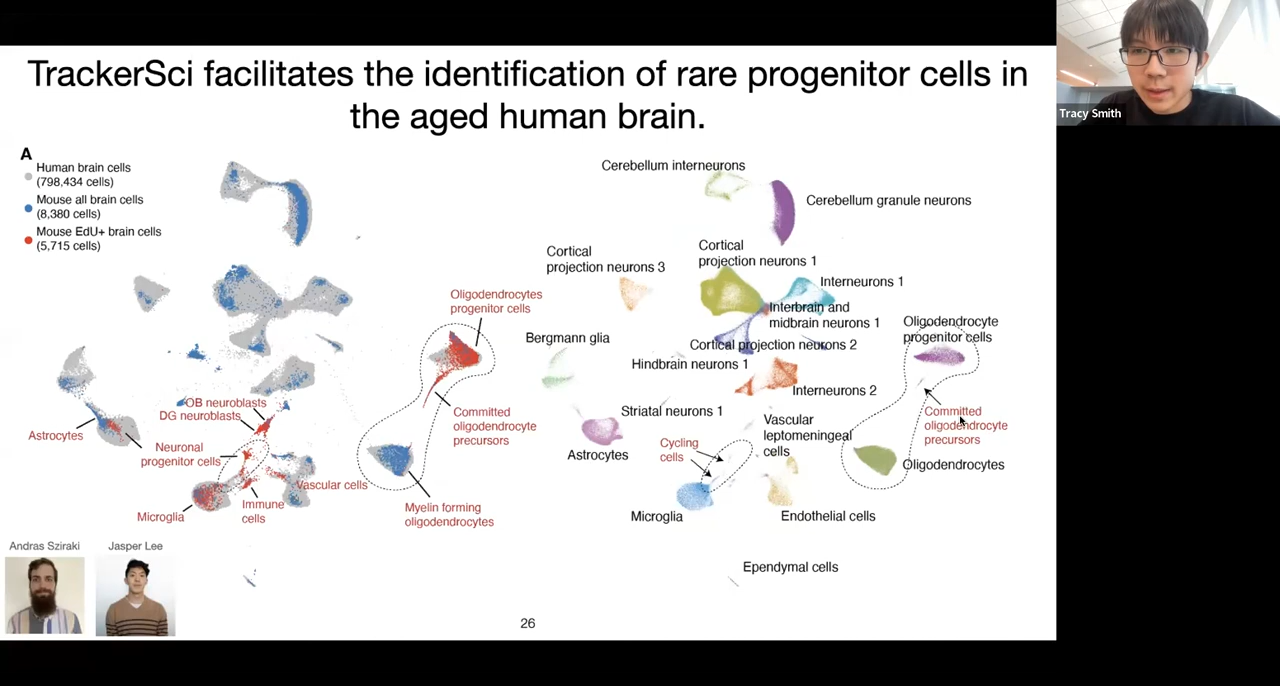 TrackerSci facilitates the identification of rare progenitor cells in
the aged human brain.
Tracy Smith
A
Human brain cells
(798,434 cells)
Mouse all brain cells
(8,380 cells)
Mouse EdU+ brain cells
(5,715 cells)
Oligodendrocytes
progenitor cells
OB neuroblasts
DG neuroblasts
Astrocytes
Neuronal
progenitor cells
Committed
oligodendrocyte
precursors
Vascular cells
Immune
cells
Microglia
Myelin forming
oligodendrocytes
Cerebellum interneurons
Cerebellum granule neurons
Cortical
projection neurons 3
Cortical
projection neurons 1
Interneurons 1
Interbrain and
midbrain neurons 1
Oligodendrocyte
progenitor cells
Bergmann glia
Cortical projection neurons 2
Hindbrain neurons 1
Interneurons 2
Striatal neurons 1
Vascular
leptomeningeal
cells
Committed
oligodendrocyte
precursors
Cycling
cells
Astrocytes
Oligodendrocytes
Microglia
Endothelial cells
Ependymal cells
Andras Sziraki
Jasper Lee
26